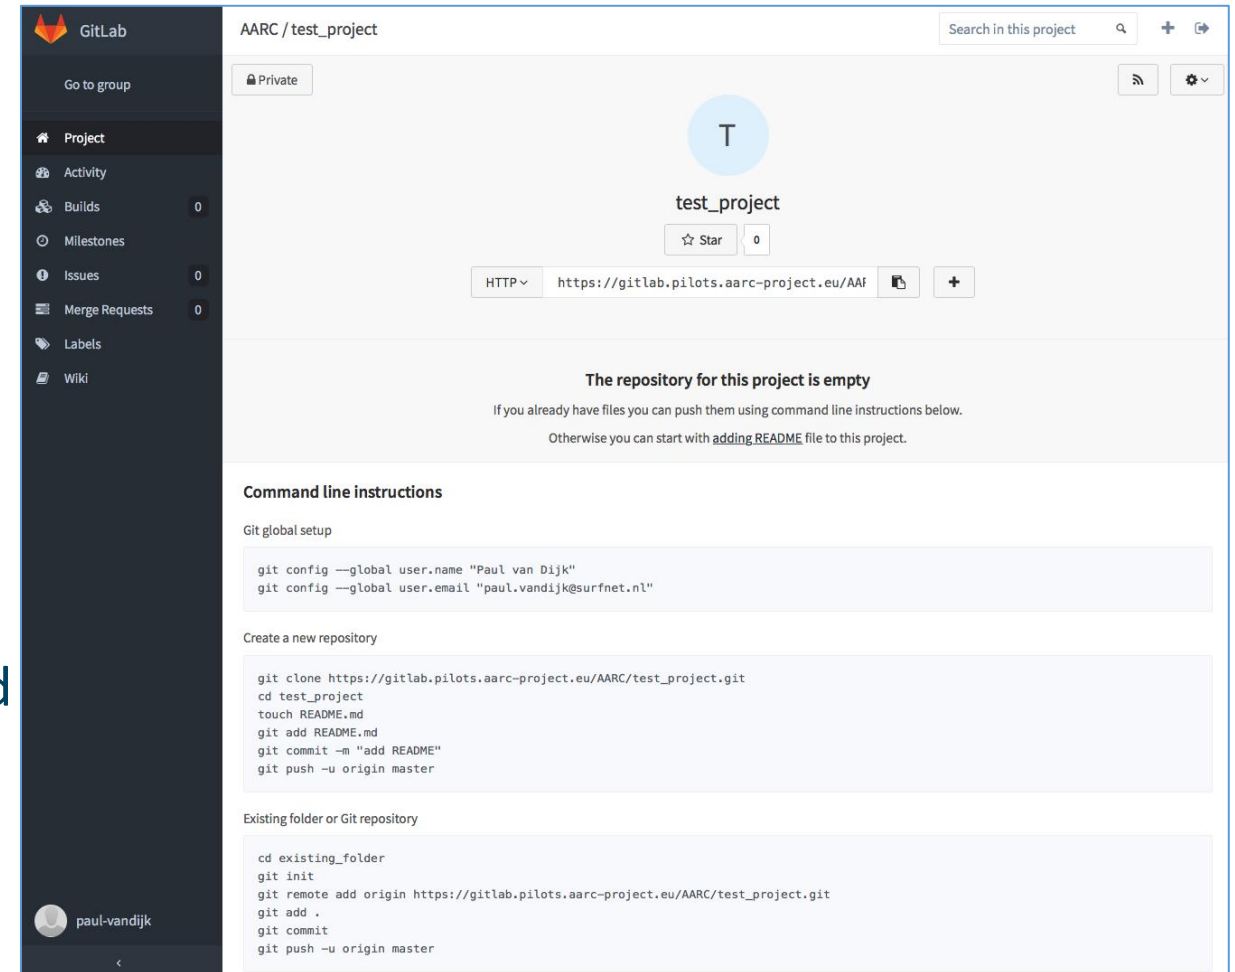 GitLab
AARC / test_project
Search in this project
Go to group
Private
Project
Activity
Builds 0
Milestones
Issues 0
Merge Requests 0
Labels
Wiki
T
test_project
Star 0
HTTP https://gitlab.pilots.aarc-project.eu/AAR
The repository for this project is empty
If you already have files you can push them using command line instructions below.
Otherwise you can start with adding README file to this project.
Command line instructions
Git global setup
git config --global user.name "Paul van Dijk"
git config --global user.email "paul.vandijk@surfnet.nl"
Create a new repository
git clone https://gitlab.pilots.aarc-project.eu/AARC/test_project.git
cd test_project
touch README.md
git add README.md
git commit -m "add README"
git push -u origin master
Existing folder or Git repository
cd existing_folder
git init
git remote add origin https://gitlab.pilots.aarc-project.eu/AARC/test_project.git
git add .
git commit
git push -u origin master
paul-vandijk